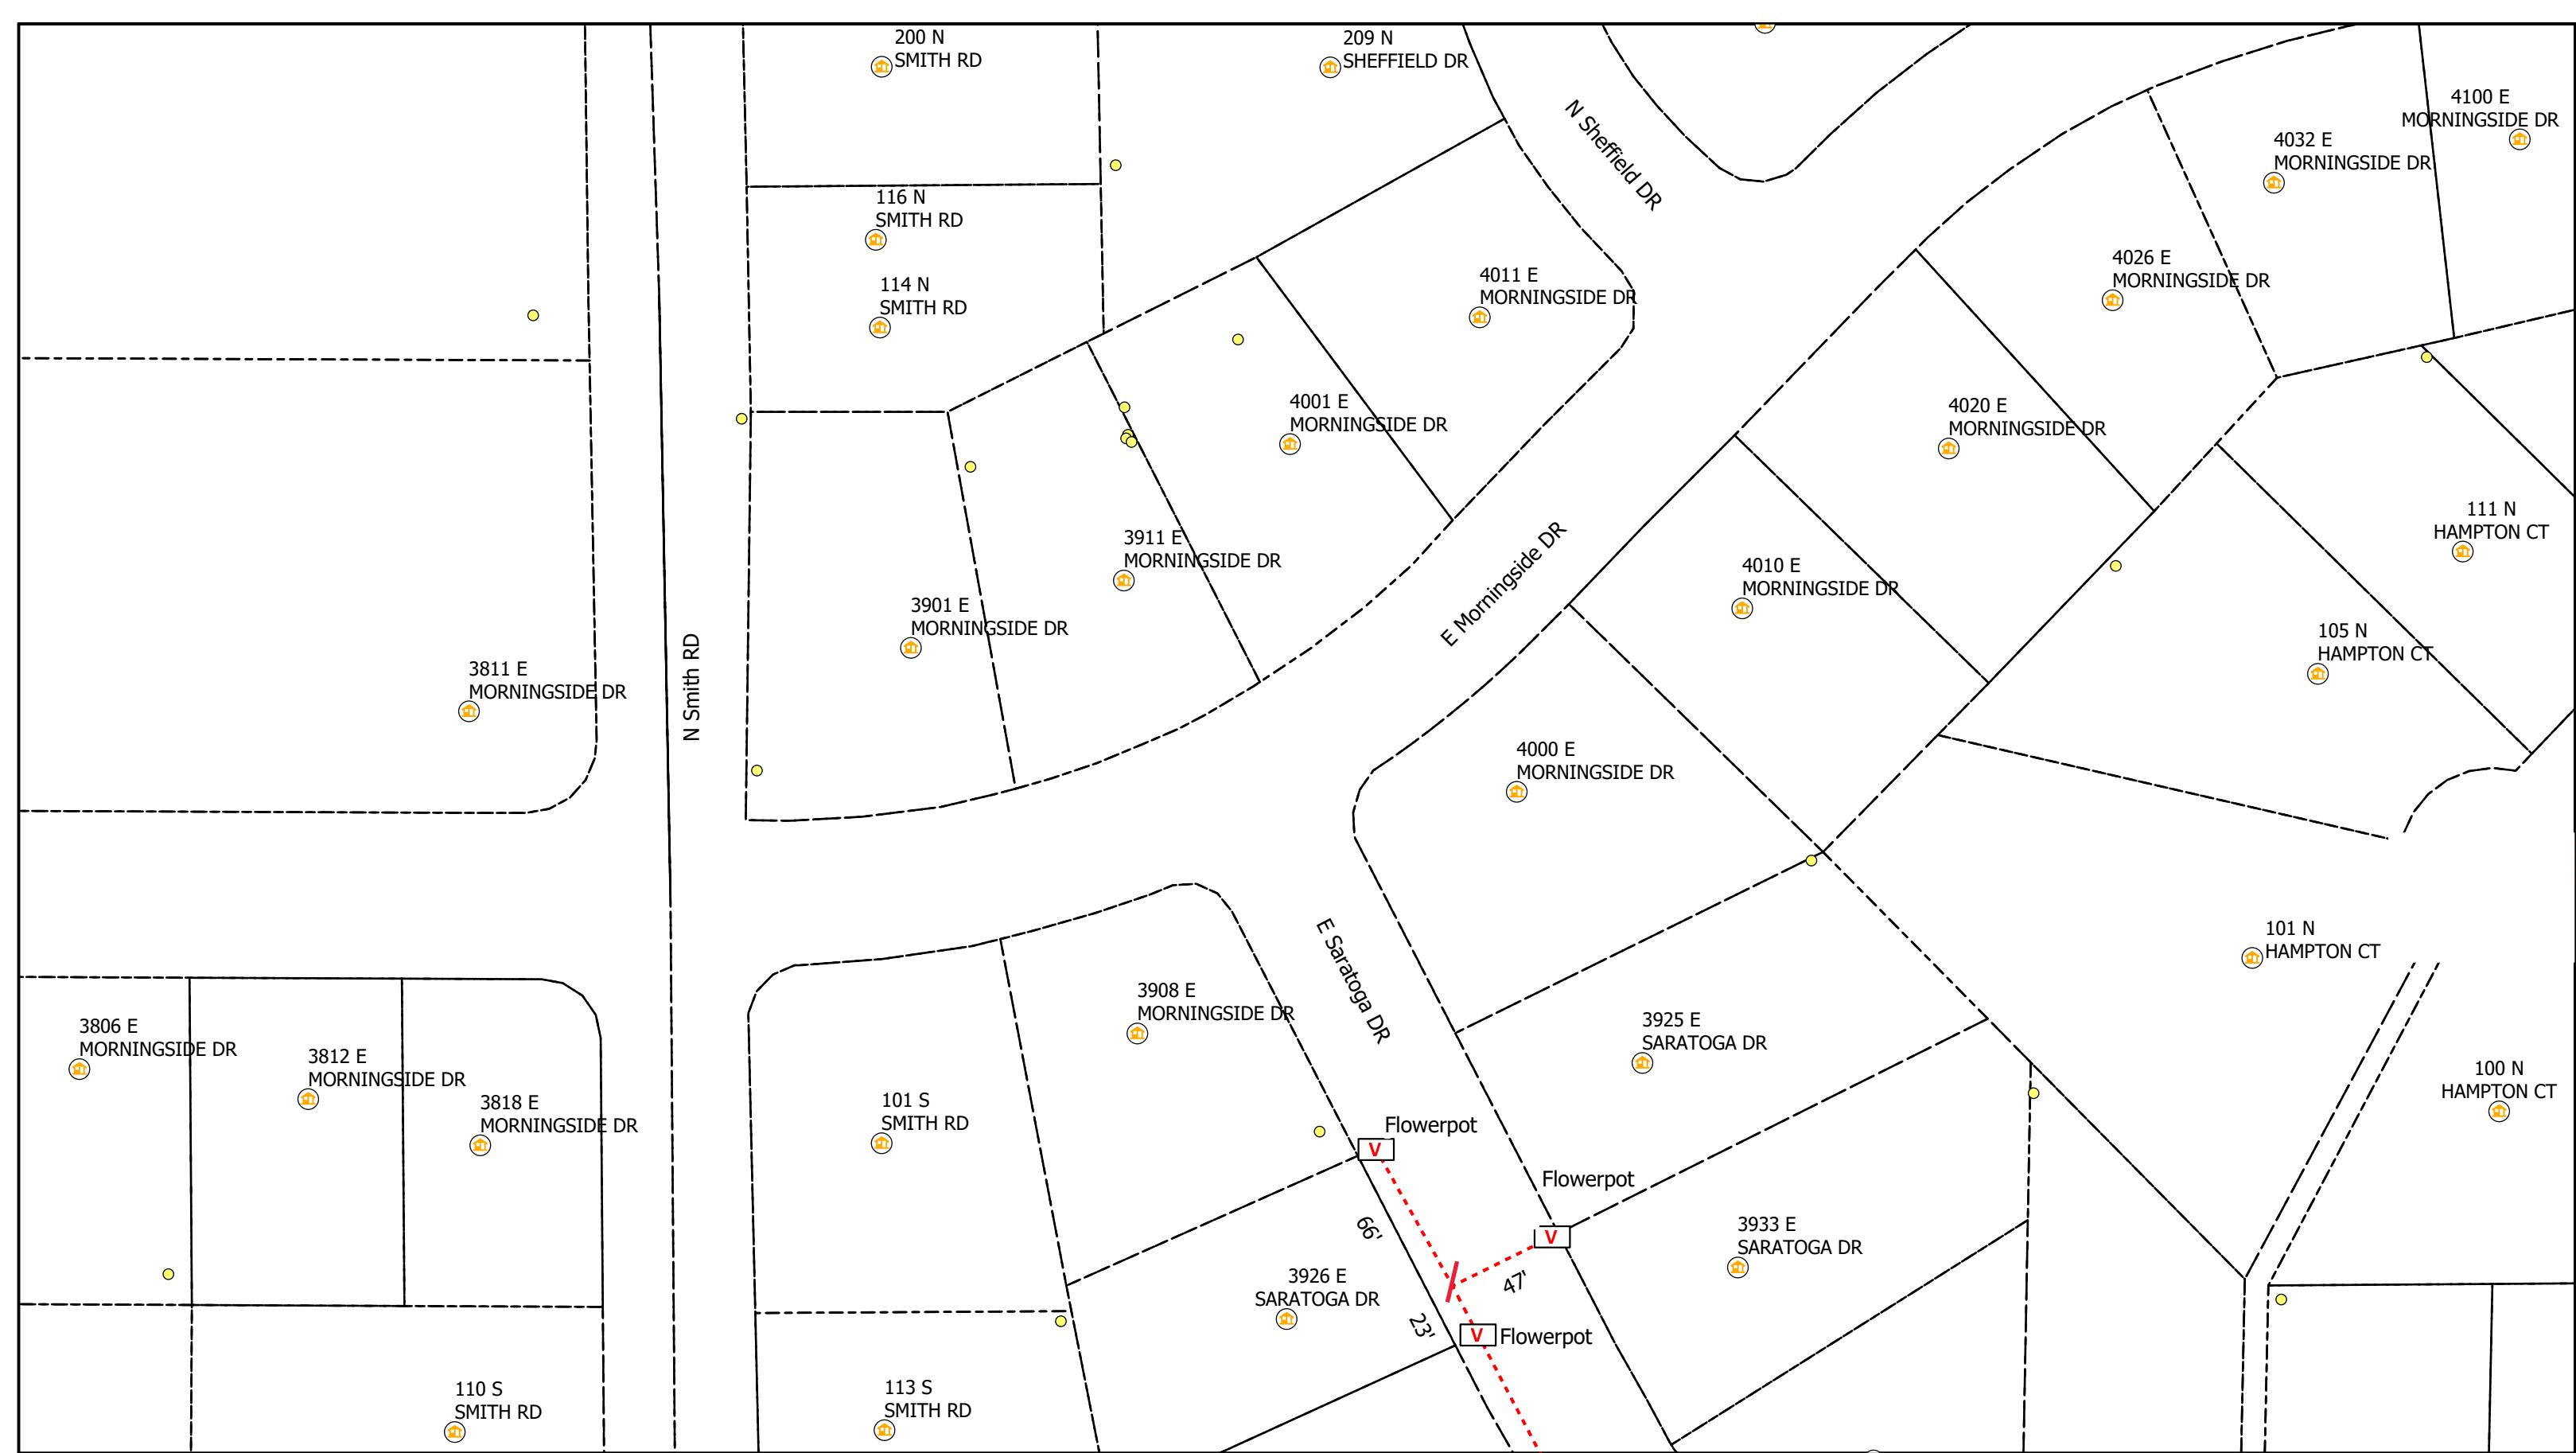 200 N
SMITH RD
209 N
SHEFFIELD DR
N Sheffield DR
4100 E
MORNINGSIDE DR
4032 E
MORNINGSIDE DR
116 N
SMITH RD
114 N
SMITH RD
4011 E
MORNINGSIDE DR
4026 E
MORNINGSIDE DR
4001 E
MORNINGSIDE DR
4020 E
MORNINGSIDE DR
3911 E
MORNINGSIDE DR
E Morningside DR
4010 E
MORNINGSIDE DR
111 N
HAMPTON CT
3901 E
MORNINGSIDE DR
105 N
HAMPTON CT
3811 E
MORNINGSIDE DR
N Smith RD
4000 E
MORNINGSIDE DR
E Saratoga DR
101 N
HAMPTON CT
3908 E
MORNINGSIDE DR
3925 E
SARATOGA DR
3806 E
MORNINGSIDE DR
3812 E
MORNINGSIDE DR
3818 E
MORNINGSIDE DR
101 S
SMITH RD
100 N
HAMPTON CT
Flowerpot
V
Flowerpot
V
66'
3933 E
SARATOGA DR
47'
3926 E
SARATOGA DR
23'
V Flowerpot
110 S
SMITH RD
113 S
SMITH RD